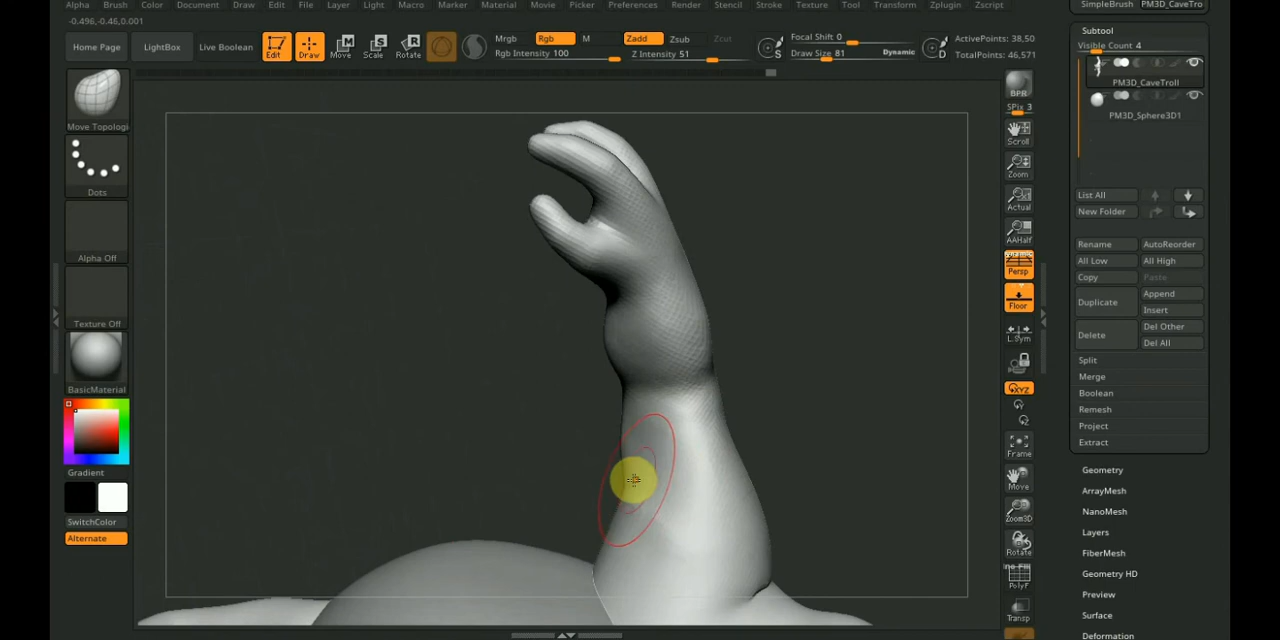 Alpha Brush Color Document Draw Edit File Layer Light Macro Marker Material Movie Picker Preferences Render Stencil Stroke Texture Tool Transform Zplugin Zscript
SimpleBrush PM3D_CaveTro
-0.496,-0.46,0.001
Home Page LightBox Live Boolean Edit Draw Move Scale Rotate
Mrgb Rgb M Zadd Zsub Zcut
Rgb Intensity 100 Z Intensity 51
Focal Shift 0
Draw Size 81 Dynamic
ActivePoints: 38,50
TotalPoints: 46,571
Move Topologi
Dots
Alpha Off
Texture Off
BasicMaterial
Gradient
SwitchColor
Alternate
BPR
SPix 3
Scroll
Zoom
Actual
AAHalf
Persp
Floor
L.Sym
XYZ
Frame
Move
Zoom3D
Rotate
PolyF
Transp
Subtool
Visible Count 4
PM3D_CaveTroll
PM3D_Sphere3D1
List All
New Folder
Rename AutoReorder
All Low All High
Copy Paste
Duplicate Append
Insert
Delete Del Other
Del All
Split
Merge
Boolean
Remesh
Project
Extract
Geometry
ArrayMesh
NanoMesh
Layers
FiberMesh
Geometry HD
Preview
Surface
Deformation